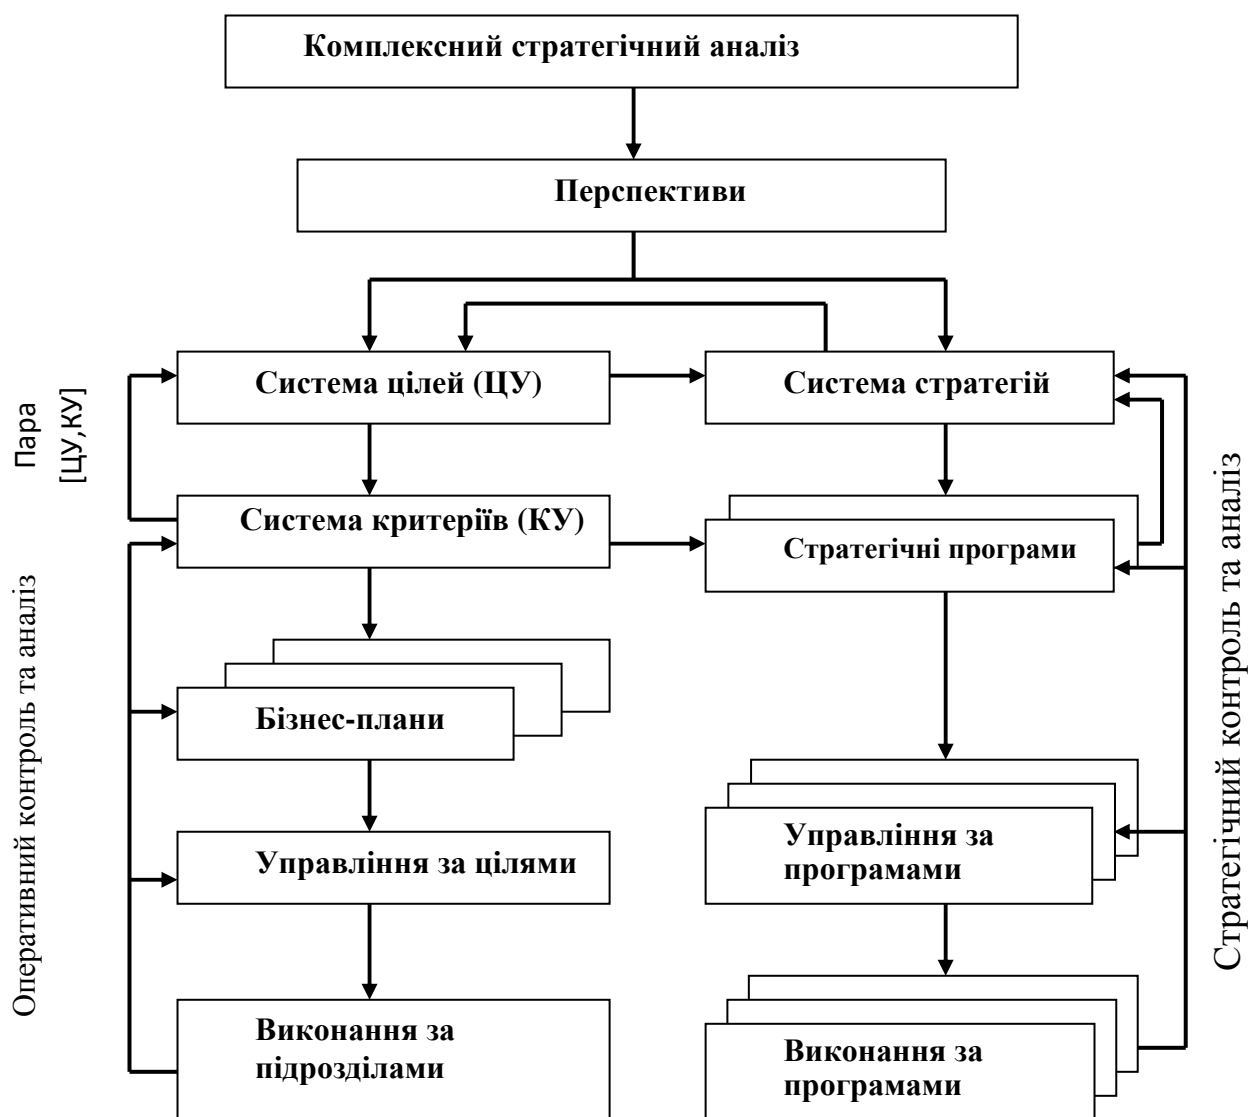 Комплексний стратегічний аналіз
Перспективи
Система цілей (ЦУ)
Система стратегій
Пара
[ЦУ,КУ]
Система критеріїв (КУ)
Стратегічні програми
Оперативний контроль та аналіз
Стратегічний контроль та аналіз
Бізнес-плани
Управління за цілями
Управління за
програмами
Виконання за
підрозділами
Виконання за
програмами